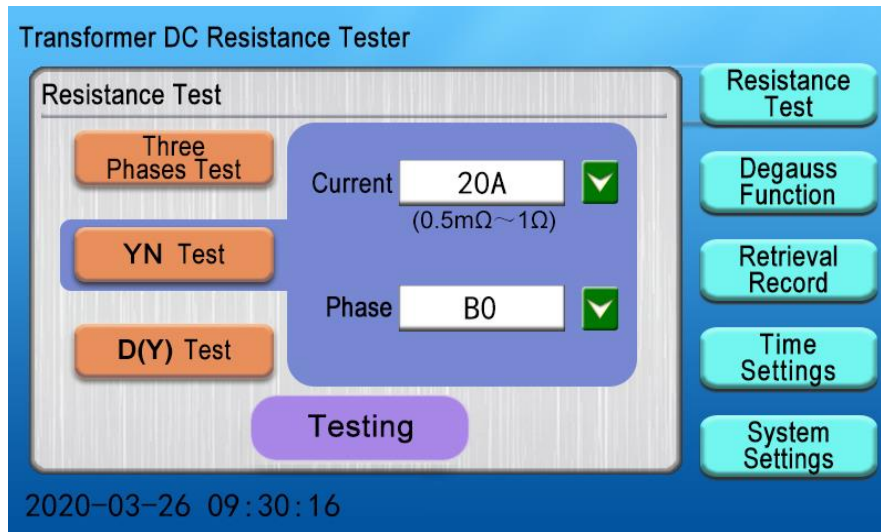 Transformer DC Resistance Tester
Resistance Test
Three
Phases Test
YN Test
D(Y) Test
Current
20A
(0.5mΩ～1Ω)
Phase
B0
Testing
Resistance
Test
Degauss
Function
Retrieval
Record
Time
Settings
System
Settings
2020-03-26 09:30:16